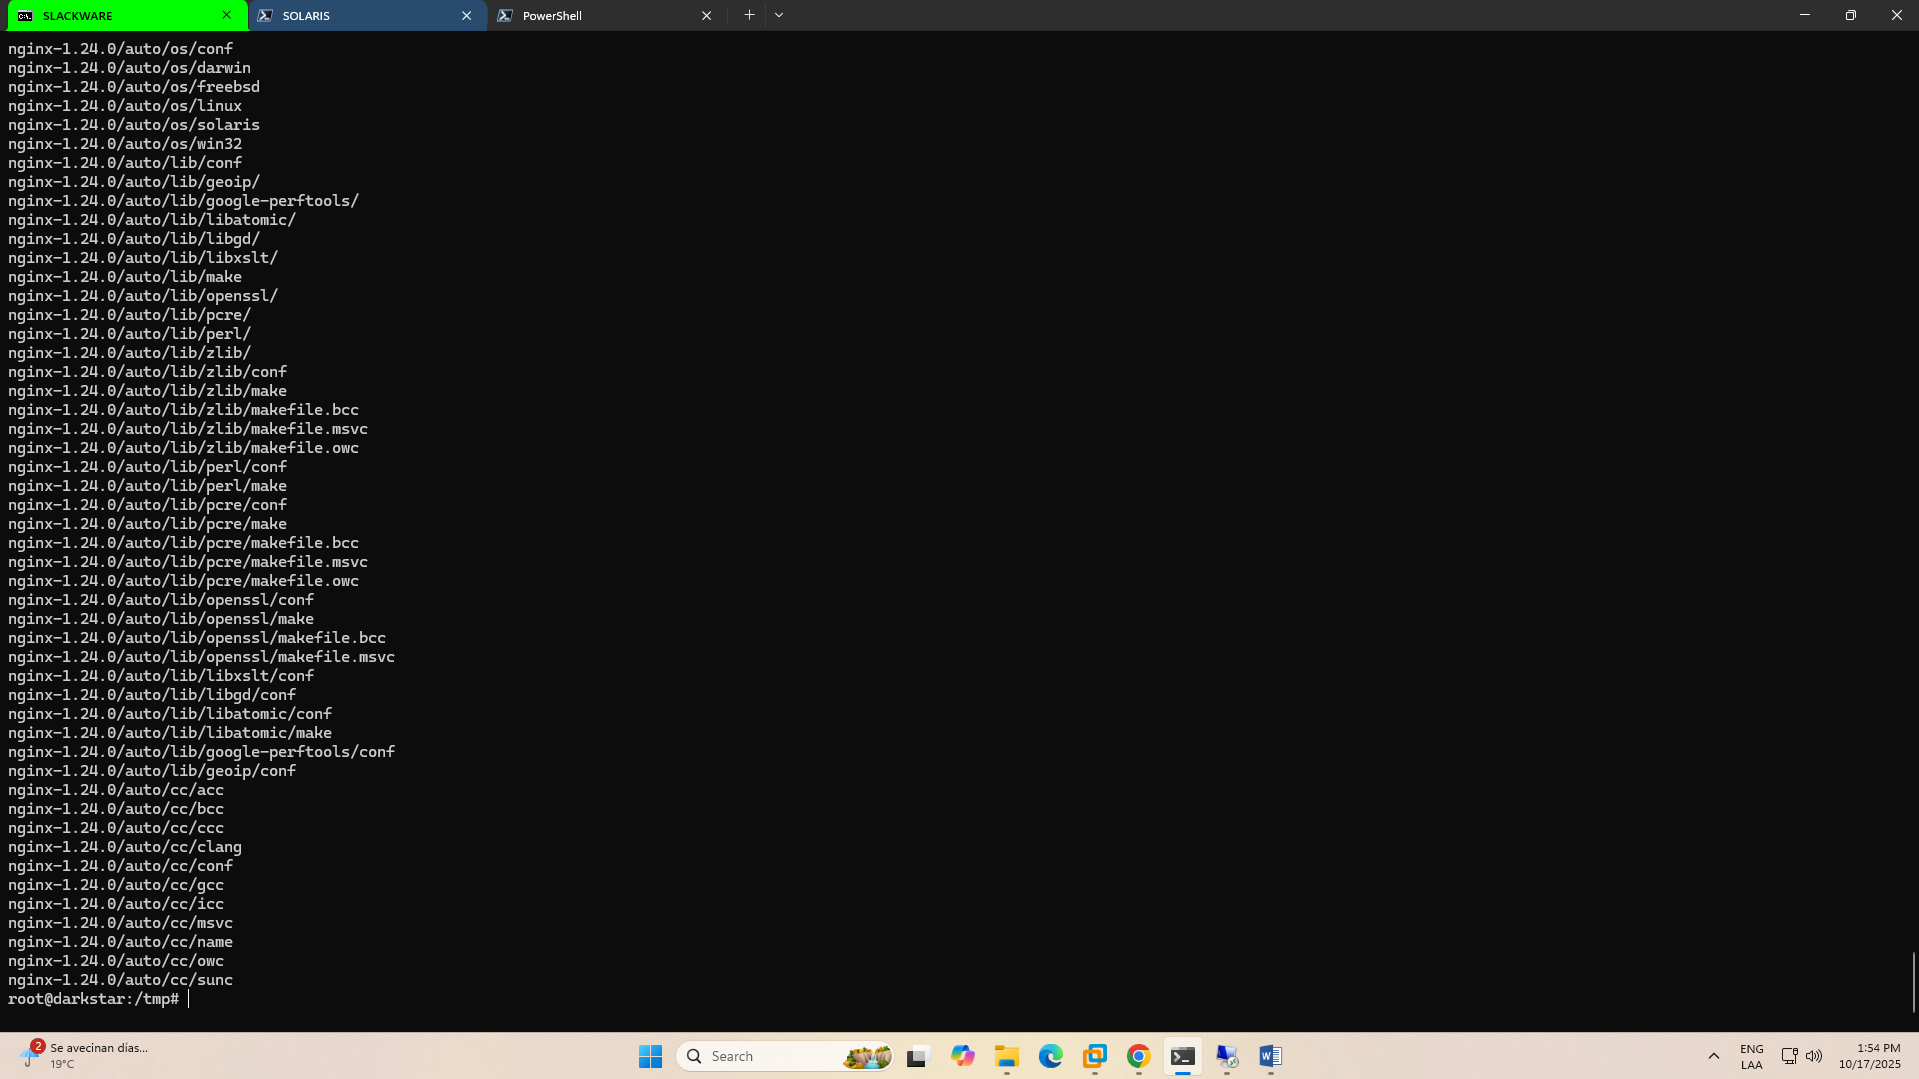 SLACKWARE
SOLARIS
PowerShell
nginx-1.24.0/auto/os/conf
nginx-1.24.0/auto/os/darwin
nginx-1.24.0/auto/os/freebsd
nginx-1.24.0/auto/os/linux
nginx-1.24.0/auto/os/solaris
nginx-1.24.0/auto/os/win32
nginx-1.24.0/auto/lib/conf
nginx-1.24.0/auto/lib/geoip/
nginx-1.24.0/auto/lib/google-perftools/
nginx-1.24.0/auto/lib/libatomic/
nginx-1.24.0/auto/lib/libgd/
nginx-1.24.0/auto/lib/libxslt/
nginx-1.24.0/auto/lib/make
nginx-1.24.0/auto/lib/openssl/
nginx-1.24.0/auto/lib/pcre/
nginx-1.24.0/auto/lib/perl/
nginx-1.24.0/auto/lib/zlib/
nginx-1.24.0/auto/lib/zlib/conf
nginx-1.24.0/auto/lib/zlib/make
nginx-1.24.0/auto/lib/zlib/makefile.bcc
nginx-1.24.0/auto/lib/zlib/makefile.msvc
nginx-1.24.0/auto/lib/zlib/makefile.owc
nginx-1.24.0/auto/lib/perl/conf
nginx-1.24.0/auto/lib/perl/make
nginx-1.24.0/auto/lib/pcre/conf
nginx-1.24.0/auto/lib/pcre/make
nginx-1.24.0/auto/lib/pcre/makefile.bcc
nginx-1.24.0/auto/lib/pcre/makefile.msvc
nginx-1.24.0/auto/lib/pcre/makefile.owc
nginx-1.24.0/auto/lib/openssl/conf
nginx-1.24.0/auto/lib/openssl/make
nginx-1.24.0/auto/lib/openssl/makefile.bcc
nginx-1.24.0/auto/lib/openssl/makefile.msvc
nginx-1.24.0/auto/lib/libxslt/conf
nginx-1.24.0/auto/lib/libgd/conf
nginx-1.24.0/auto/lib/libatomic/conf
nginx-1.24.0/auto/lib/libatomic/make
nginx-1.24.0/auto/lib/google-perftools/conf
nginx-1.24.0/auto/lib/geoip/conf
nginx-1.24.0/auto/cc/acc
nginx-1.24.0/auto/cc/bcc
nginx-1.24.0/auto/cc/ccc
nginx-1.24.0/auto/cc/clang
nginx-1.24.0/auto/cc/conf
nginx-1.24.0/auto/cc/gcc
nginx-1.24.0/auto/cc/icc
nginx-1.24.0/auto/cc/msvc
nginx-1.24.0/auto/cc/name
nginx-1.24.0/auto/cc/owc
nginx-1.24.0/auto/cc/sunc
root@darkstar:/tmp#
2
Se avecinan días...
19°C
Search
ENG
LAA
1:54 PM
10/17/2025